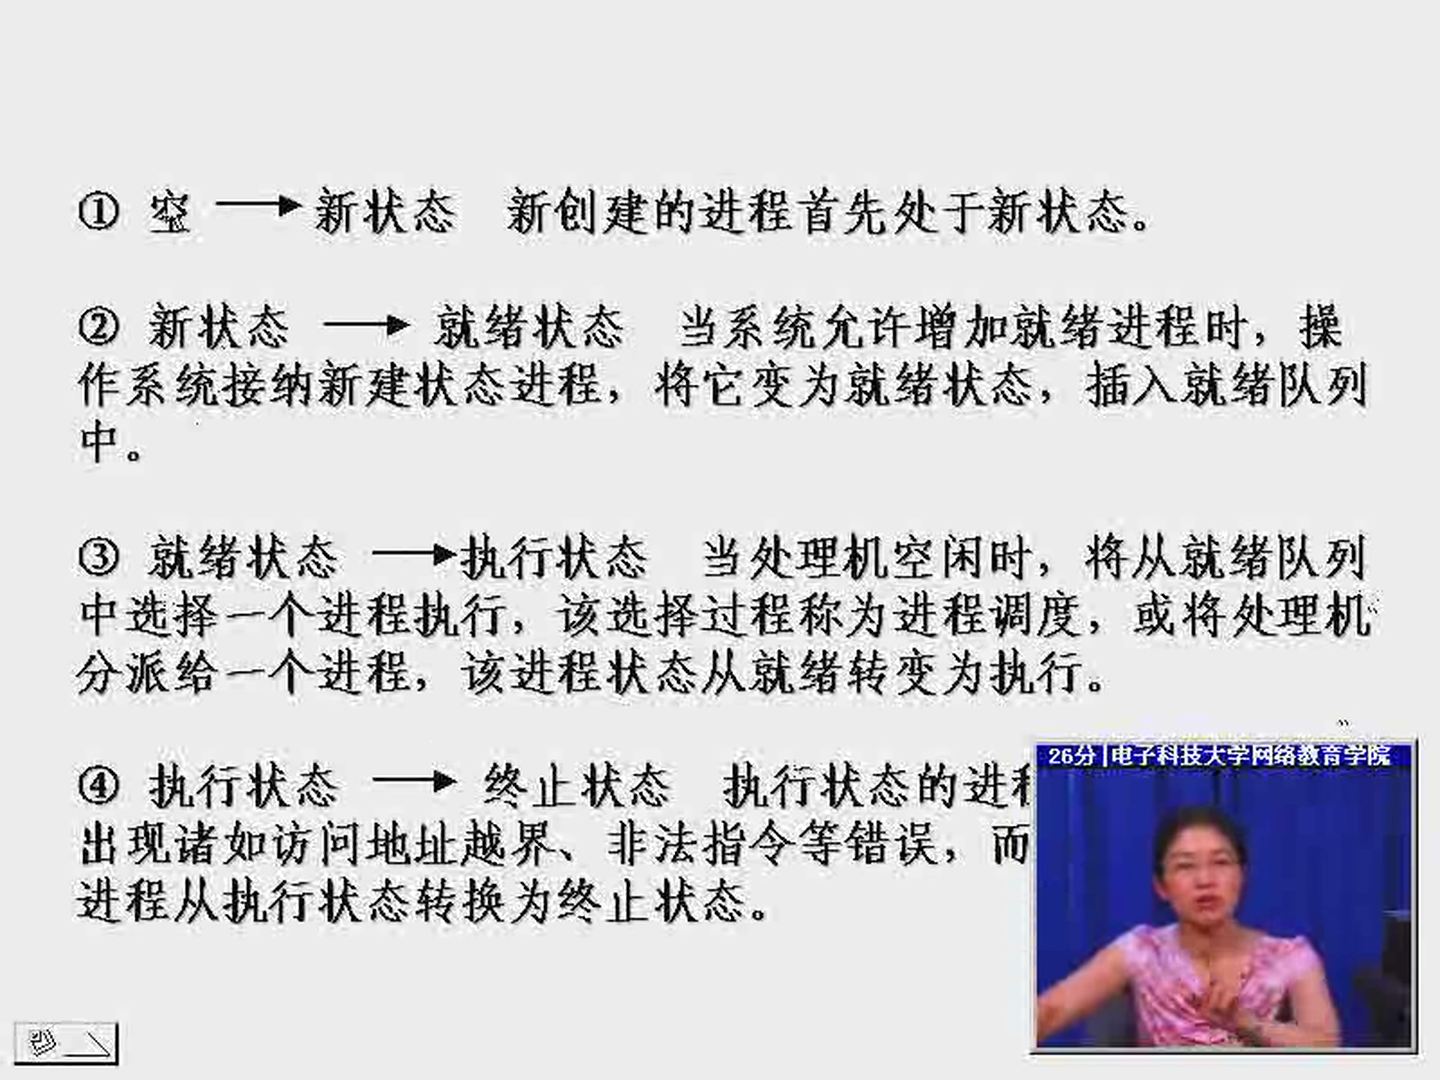 ① 空 → 新状态 新创建的进程首先处于新状态。
② 新状态 → 就绪状态 当系统允许增加就绪进程时，操
作系统接纳新建状态进程，将它变为就绪状态，插入就绪队列
中。
③ 就绪状态 → 执行状态 当处理机空闲时，将从就绪队列
中选择一个进程执行，该选择过程称为进程调度，或将处理机
分派给一个进程，该进程状态从就绪转变为执行。
④ 执行状态 → 终止状态 执行状态的进
出现诸如访问地址越界、非法指令等错误，而
进程从执行状态转换为终止状态。
26分|电子科技大学网络教育学院